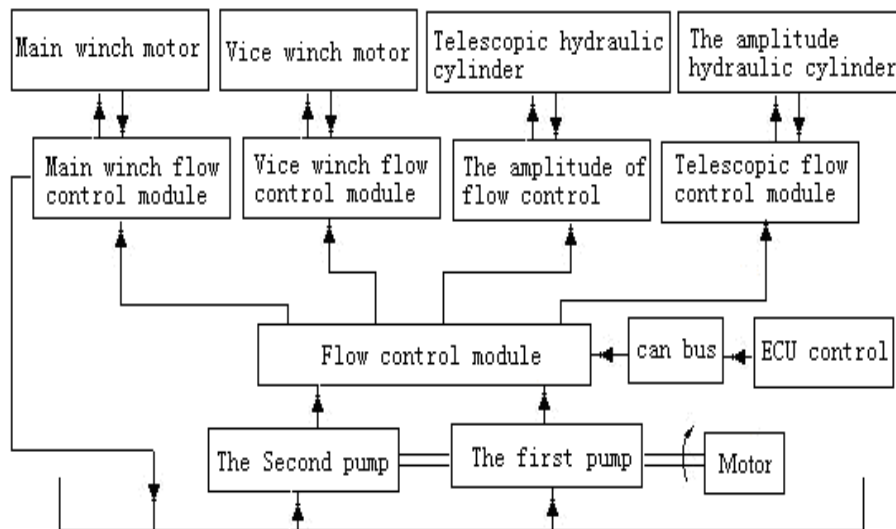 Main winch motor
Vice winch motor
Telescopic hydraulic
cylinder
The amplitude
hydraulic cylinder
Main winch flow
control module
Vice winch flow
control module
The amplitude of
flow control
Telescopic flow
control module
Flow control module
can bus
ECU control
The Second pump
The first pump
Motor